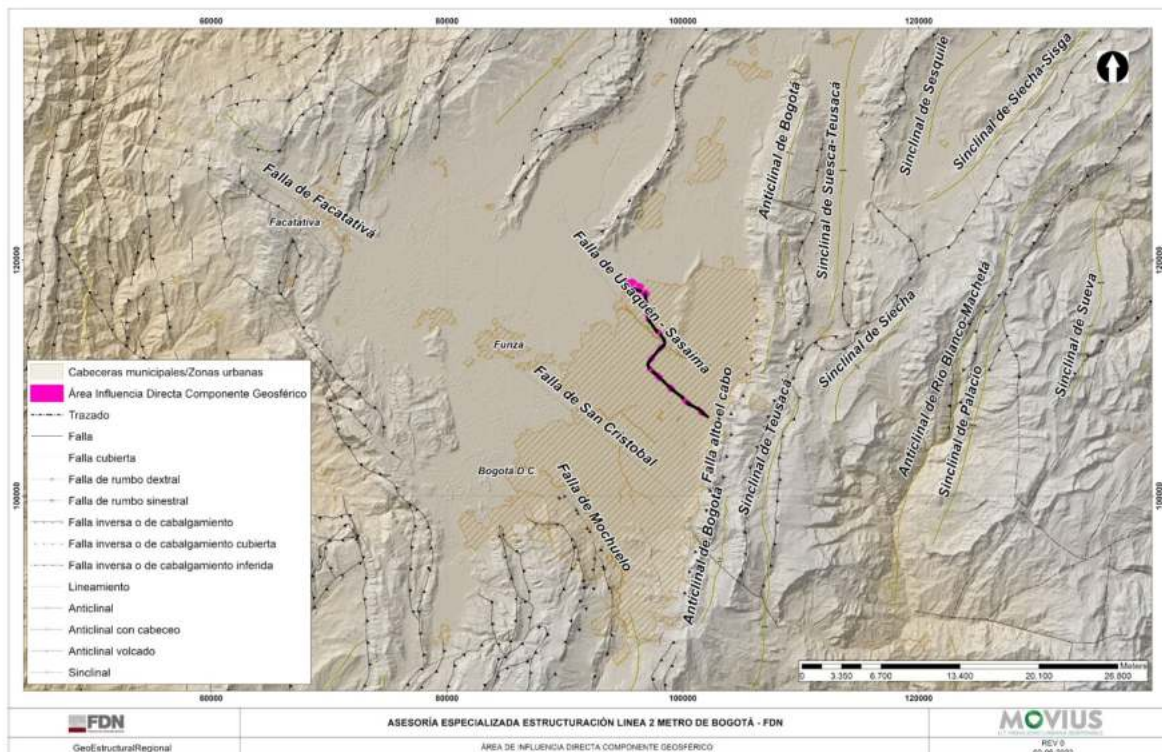 60000 80000 100000 120000
Falla de Facatativá
Facatativa
Falla de Usaquén - Sasaima
Funza
Falla de San Cristobal
Bogotá D.C
Falla de Mochuelo
Falla alto el cabo
Anticlinal de Bogotá
Anticlinal de Bogotá
Sinclinal de Teusacá
Sinclinal de Suesca-Teusacá
Sinclinal de Siecha
Sinclinal de Sesquile
Sinclinal de Siecha-Sisga
Anticlinal de Rio Blanco-Machetá
Sinclinal de Palacio
Sinclinal de Sueva
120000
100000
120000
100000
Cabeceras municipales/Zonas urbanas
Área Influencia Directa Componente Geosférico
Trazado
Falla
Falla cubierta
Falla de rumbo dextral
Falla de rumbo sinestral
Falla inversa o de cabalgamiento
Falla inversa o de cabalgamiento cubierta
Falla inversa o de cabalgamiento inferida
Lineamiento
Anticlinal
Anticlinal con cabeceo
Anticlinal volcado
Sinclinal
Meters
0 3.350 6.700 13.400 20.100 26.800
60000 80000 100000 120000
FDN
ASESORÍA ESPECIALIZADA ESTRUCTURACIÓN LINEA 2 METRO DE BOGOTÁ - FDN
MOVIUS
GeoEstructuralRegional
ÁREA DE INFLUENCIA DIRECTA COMPONENTE GEOSFÉRICO
REV 0